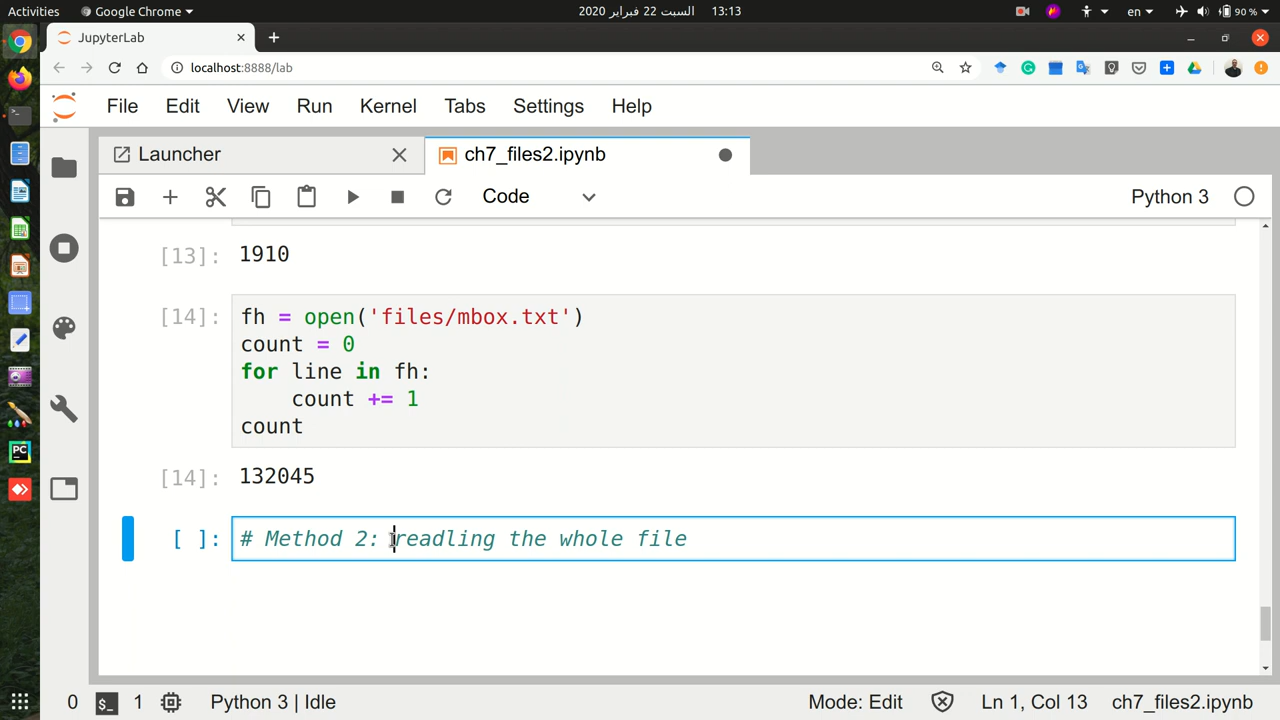 Activities Google Chrome السبت 22 فبراير 2020 13:13 en 90 %
JupyterLab
localhost:8888/lab
File Edit View Run Kernel Tabs Settings Help
Launcher ch7_files2.ipynb
Code Python 3
[13]: 1910
[14]: fh = open('files/mbox.txt')
count = 0
for line in fh:
count += 1
count
[14]: 132045
[ ]: # Method 2: readling the whole file
0 $_ 1 Python 3 | Idle Mode: Edit Ln 1, Col 13 ch7_files2.ipynb
PC